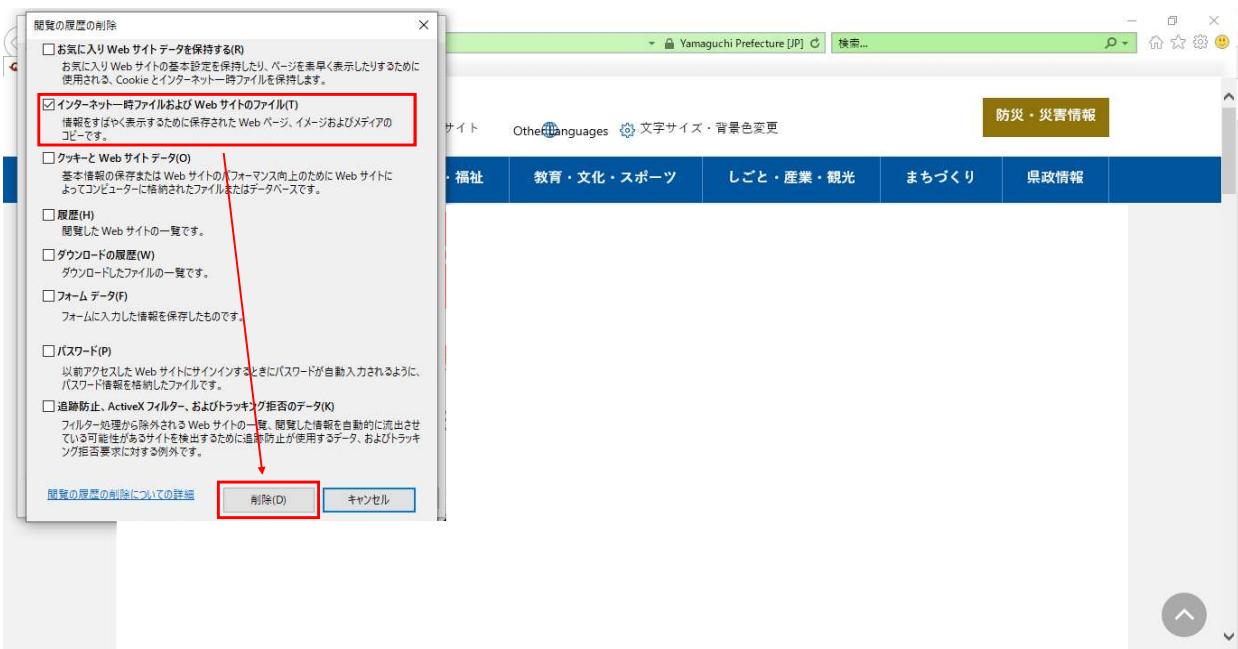 閲覧の履歴の削除
お気に入り Web サイト データを保持する(R)
お気に入り Web サイトの基本設定を保持したり、ページを素早く表示したりするために
使用される、Cookie とインターネット一時ファイルを保持します。
インターネット一時ファイルおよび Web サイトのファイル(T)
情報をすばやく表示するために保存された Web ページ、イメージおよびメディアの
コピーです。
クッキーと Web サイト データ(O)
基本情報の保存または Web サイトのパフォーマンス向上のために Web サイトに
よってコンピューターに格納されたファイルまたはデータベースです。
履歴(H)
閲覧した Web サイトの一覧です。
ダウンロードの履歴(W)
ダウンロードしたファイルの一覧です。
フォーム データ(F)
フォームに入力した情報を保存したものです。
パスワード(P)
以前アクセスした Web サイトにサインインするときにパスワードが自動入力されるように、
パスワード情報を格納したファイルです。
追跡防止、ActiveX フィルター、およびトラッキング拒否のデータ(K)
フィルター処理から除外される Web サイトの一覧、閲覧した情報を自動的に流出させ
ている可能性があるサイトを検出するために追跡防止が使用するデータ、およびトラッキ
ング拒否要求に対する例外です。
閲覧の履歴の削除についての詳細
削除(D)
キャンセル
Yamaguchi Prefecture [JP]
検索...
サイト
Other languages
文字サイズ・背景色変更
防災・災害情報
・福祉
教育・文化・スポーツ
しごと・産業・観光
まちづくり
県政情報